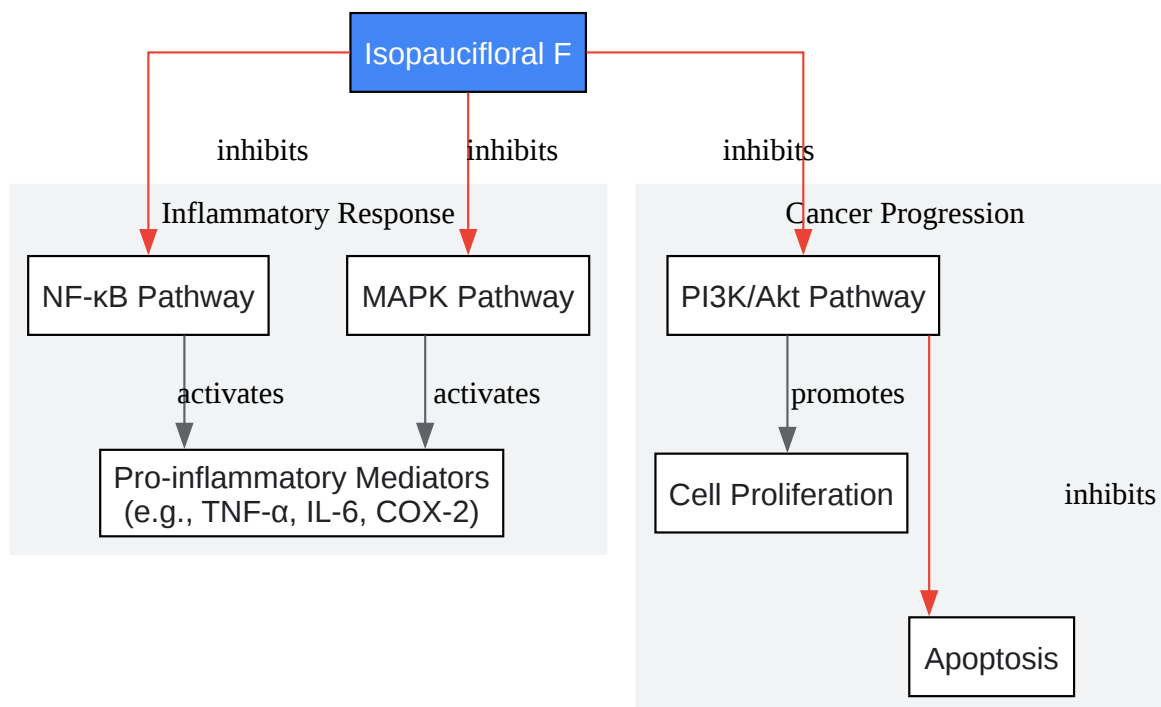 Isopaucifloral F
inhibits
inhibits
inhibits
Inflammatory Response
Cancer Progression
NF-κB Pathway
MAPK Pathway
PI3K/Akt Pathway
activates
activates
promotes
Pro-inflammatory Mediators
(e.g., TNF-α, IL-6, COX-2)
Cell Proliferation
inhibits
Apoptosis